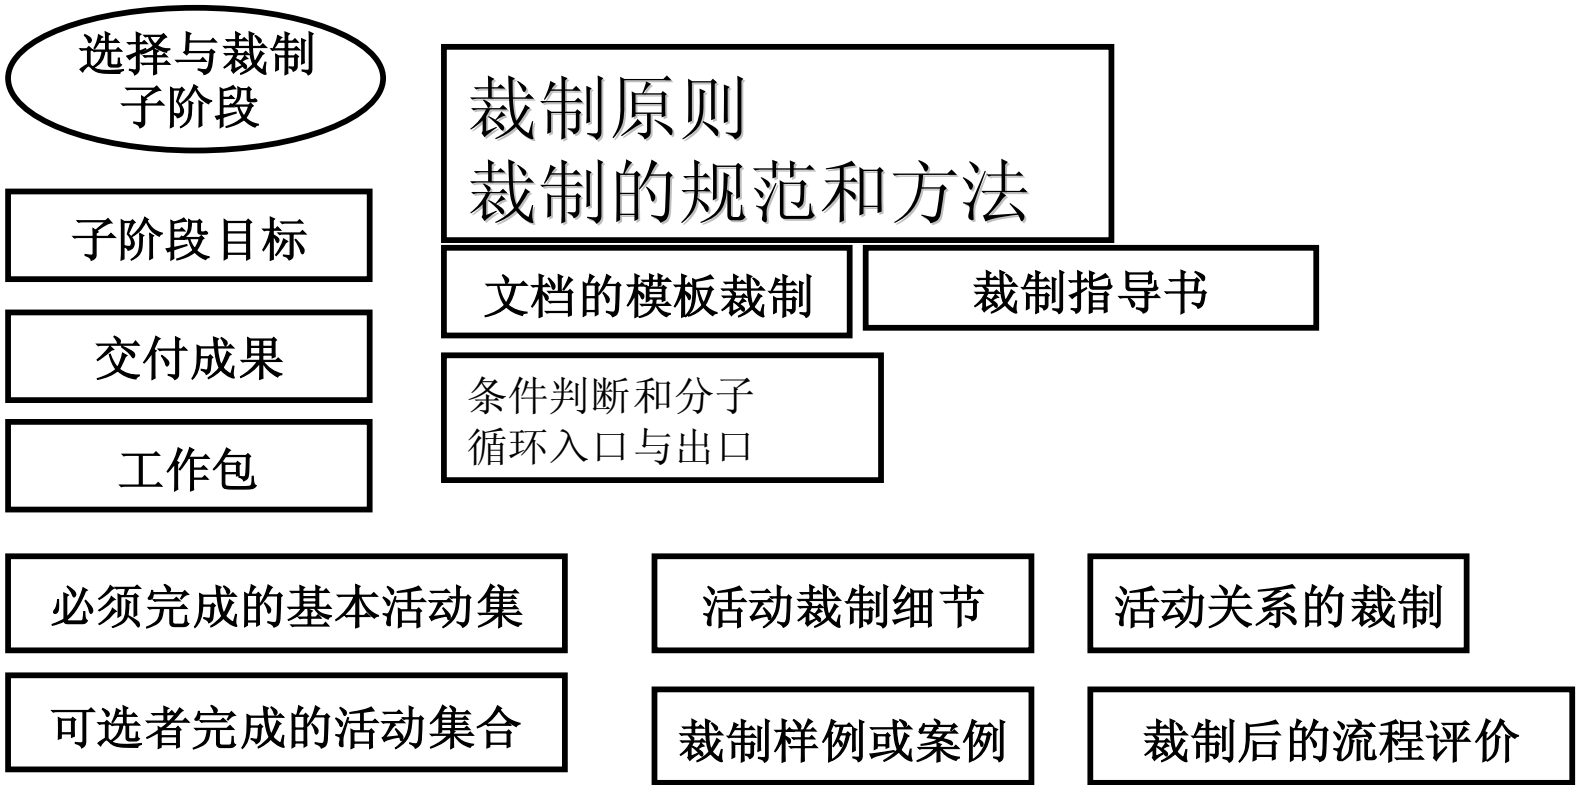 选择与裁制
子阶段
裁制原则
裁制的规范和方法
子阶段目标
文档的模板裁制
裁制指导书
交付成果
条件判断和分子
循环入口与出口
工作包
必须完成的基本活动集
活动裁制细节
活动关系的裁制
可选者完成的活动集合
裁制样例或案例
裁制后的流程评价